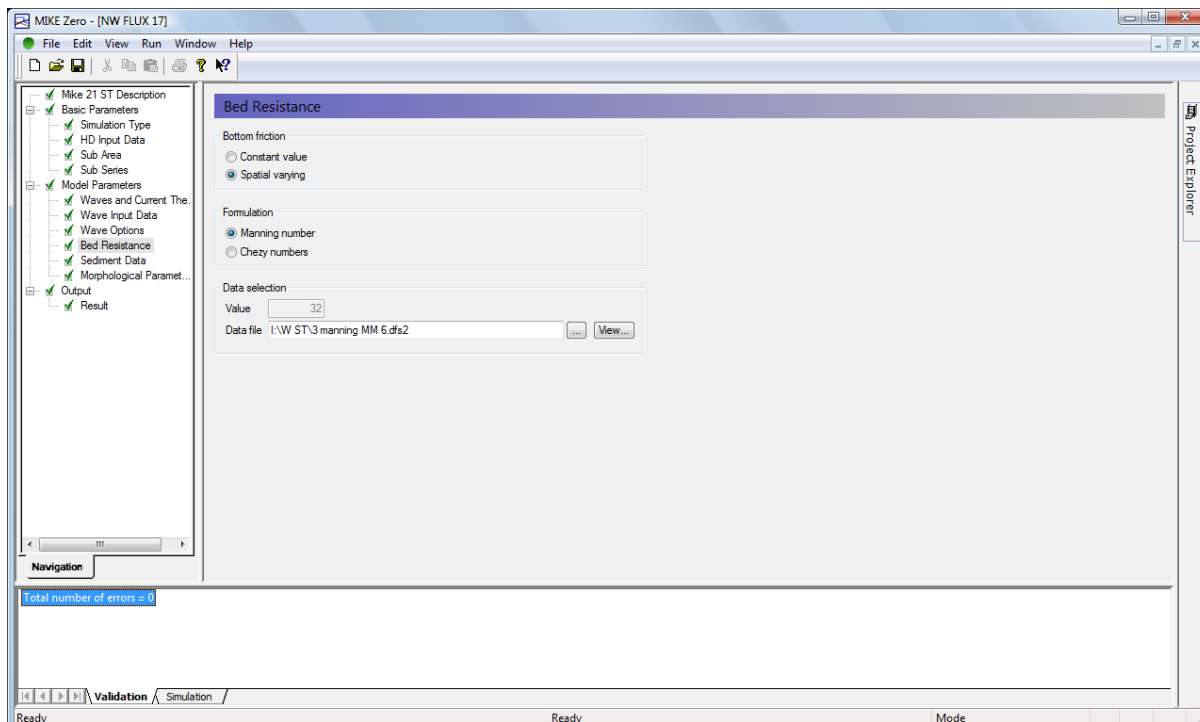 MIKE Zero - [NW FLUX 17]
File Edit View Run Window Help
Mike 21 ST Description
Basic Parameters
Simulation Type
HD Input Data
Sub Area
Sub Series
Model Parameters
Waves and Current The.
Wave Input Data
Wave Options
Bed Resistance
Sediment Data
Morphological Paramet...
Output
Result
Navigation
Bed Resistance
Bottom friction
Constant value
Spatial varying
Formulation
Manning number
Chezy numbers
Data selection
Value 32
Data file I:\W ST\3 manning MM 6.dfs2 ... View...
Project Explorer
Total number of errors = 0
Validation Simulation
Ready Ready Mode